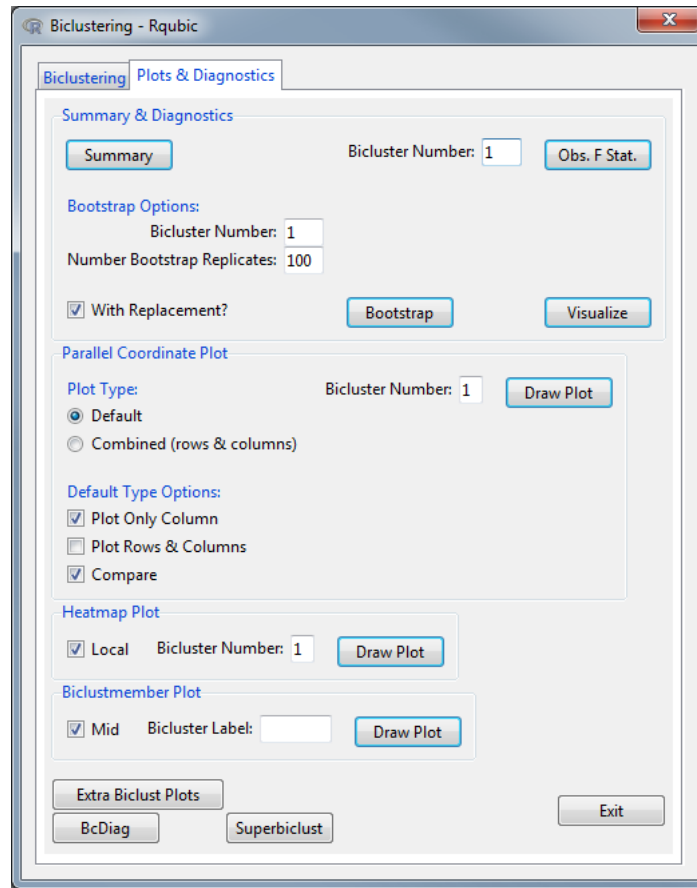 Biclustering - Rqubic
Biclustering Plots & Diagnostics
Summary & Diagnostics
Summary Bicluster Number: 1 Obs. F Stat.
Bootstrap Options:
Bicluster Number: 1
Number Bootstrap Replicates: 100
With Replacement? Bootstrap Visualize
Parallel Coordinate Plot
Plot Type: Bicluster Number: 1 Draw Plot
Default
Combined (rows & columns)
Default Type Options:
Plot Only Column
Plot Rows & Columns
Compare
Heatmap Plot
Local Bicluster Number: 1 Draw Plot
Biclustmember Plot
Mid Bicluster Label: Draw Plot
Extra Biclust Plots
Exit
BcDiag Superbiclust